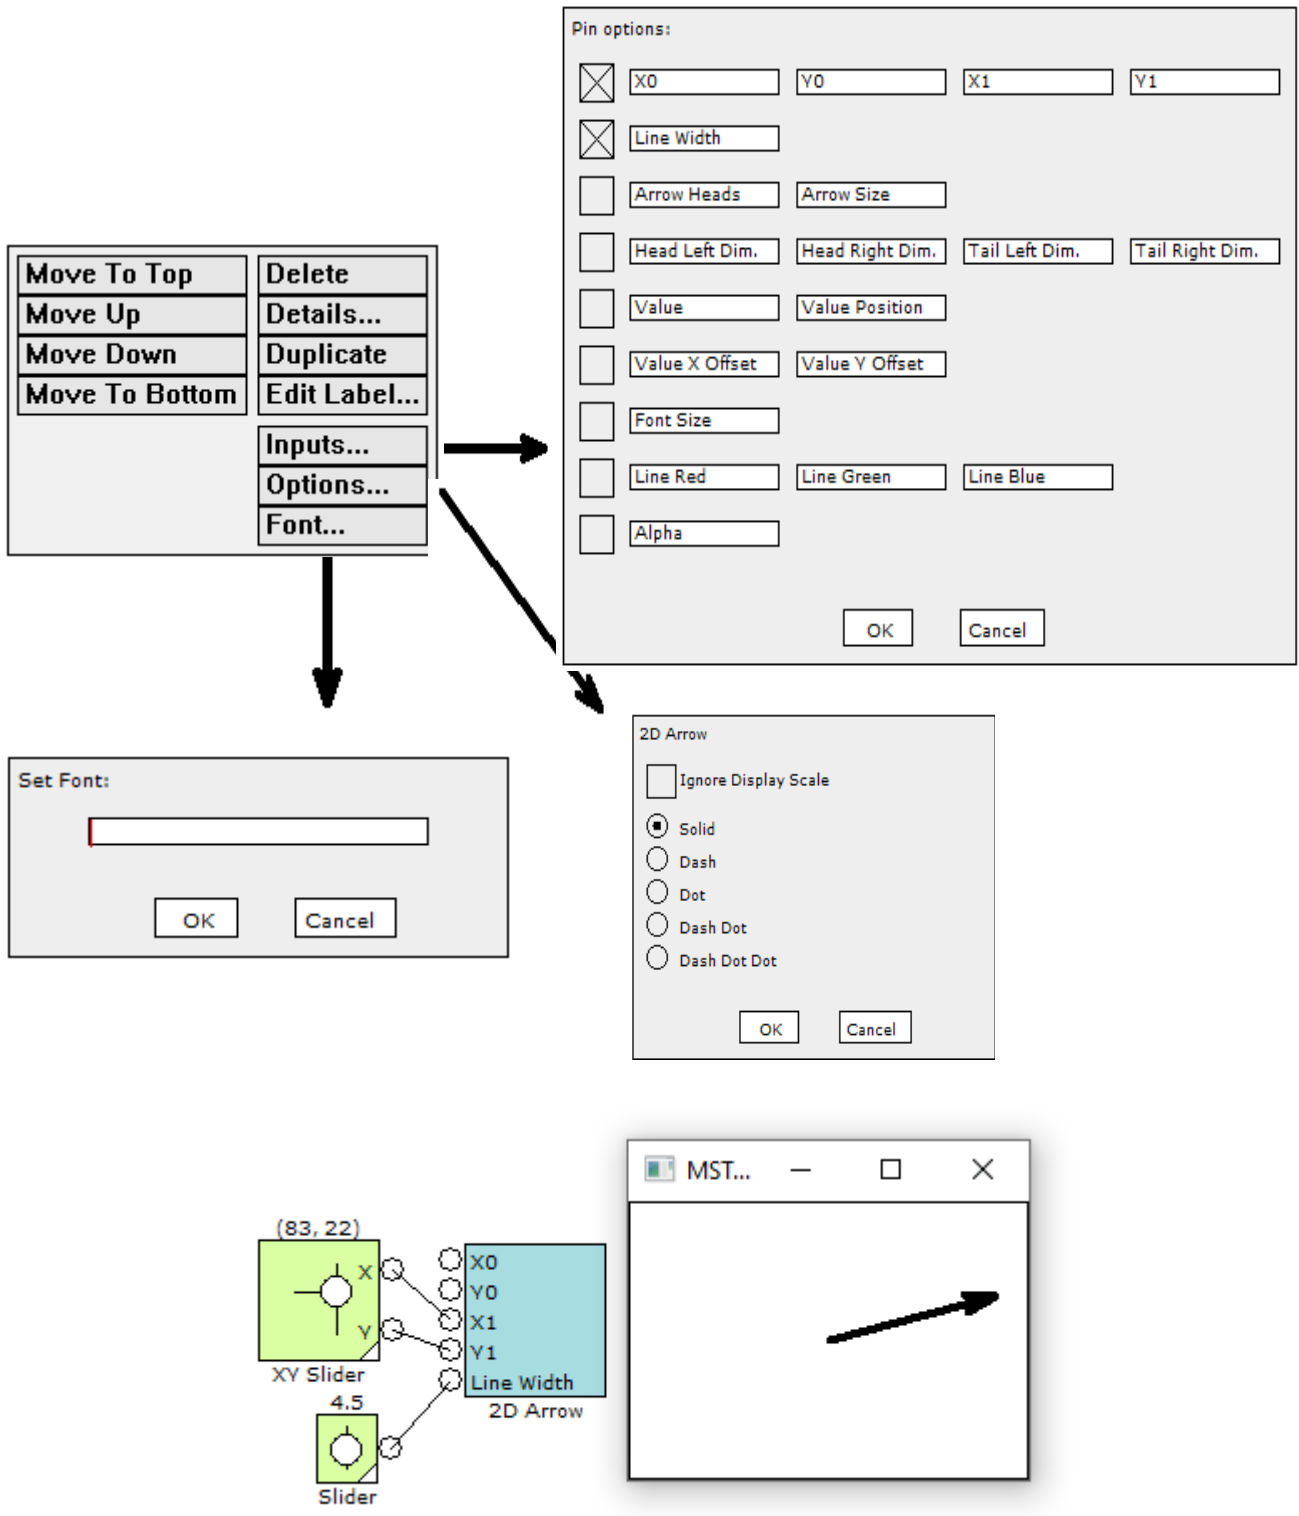 Pin options:
X0 Y0 X1 Y1
Line Width
Arrow Heads Arrow Size
Head Left Dim. Head Right Dim. Tail Left Dim. Tail Right Dim.
Value Value Position
Value X Offset Value Y Offset
Font Size
Line Red Line Green Line Blue
Alpha
OK Cancel
Move To Top Delete
Move Up Details...
Move Down Duplicate
Move To Bottom Edit Label...
Inputs...
Options...
Font...
Set Font:
OK Cancel
2D Arrow
Ignore Display Scale
Solid
Dash
Dot
Dash Dot
Dash Dot Dot
OK Cancel
MST...
(83, 22)
X
Y
XY Slider
4.5
Slider
X0
Y0
X1
Y1
Line Width
2D Arrow